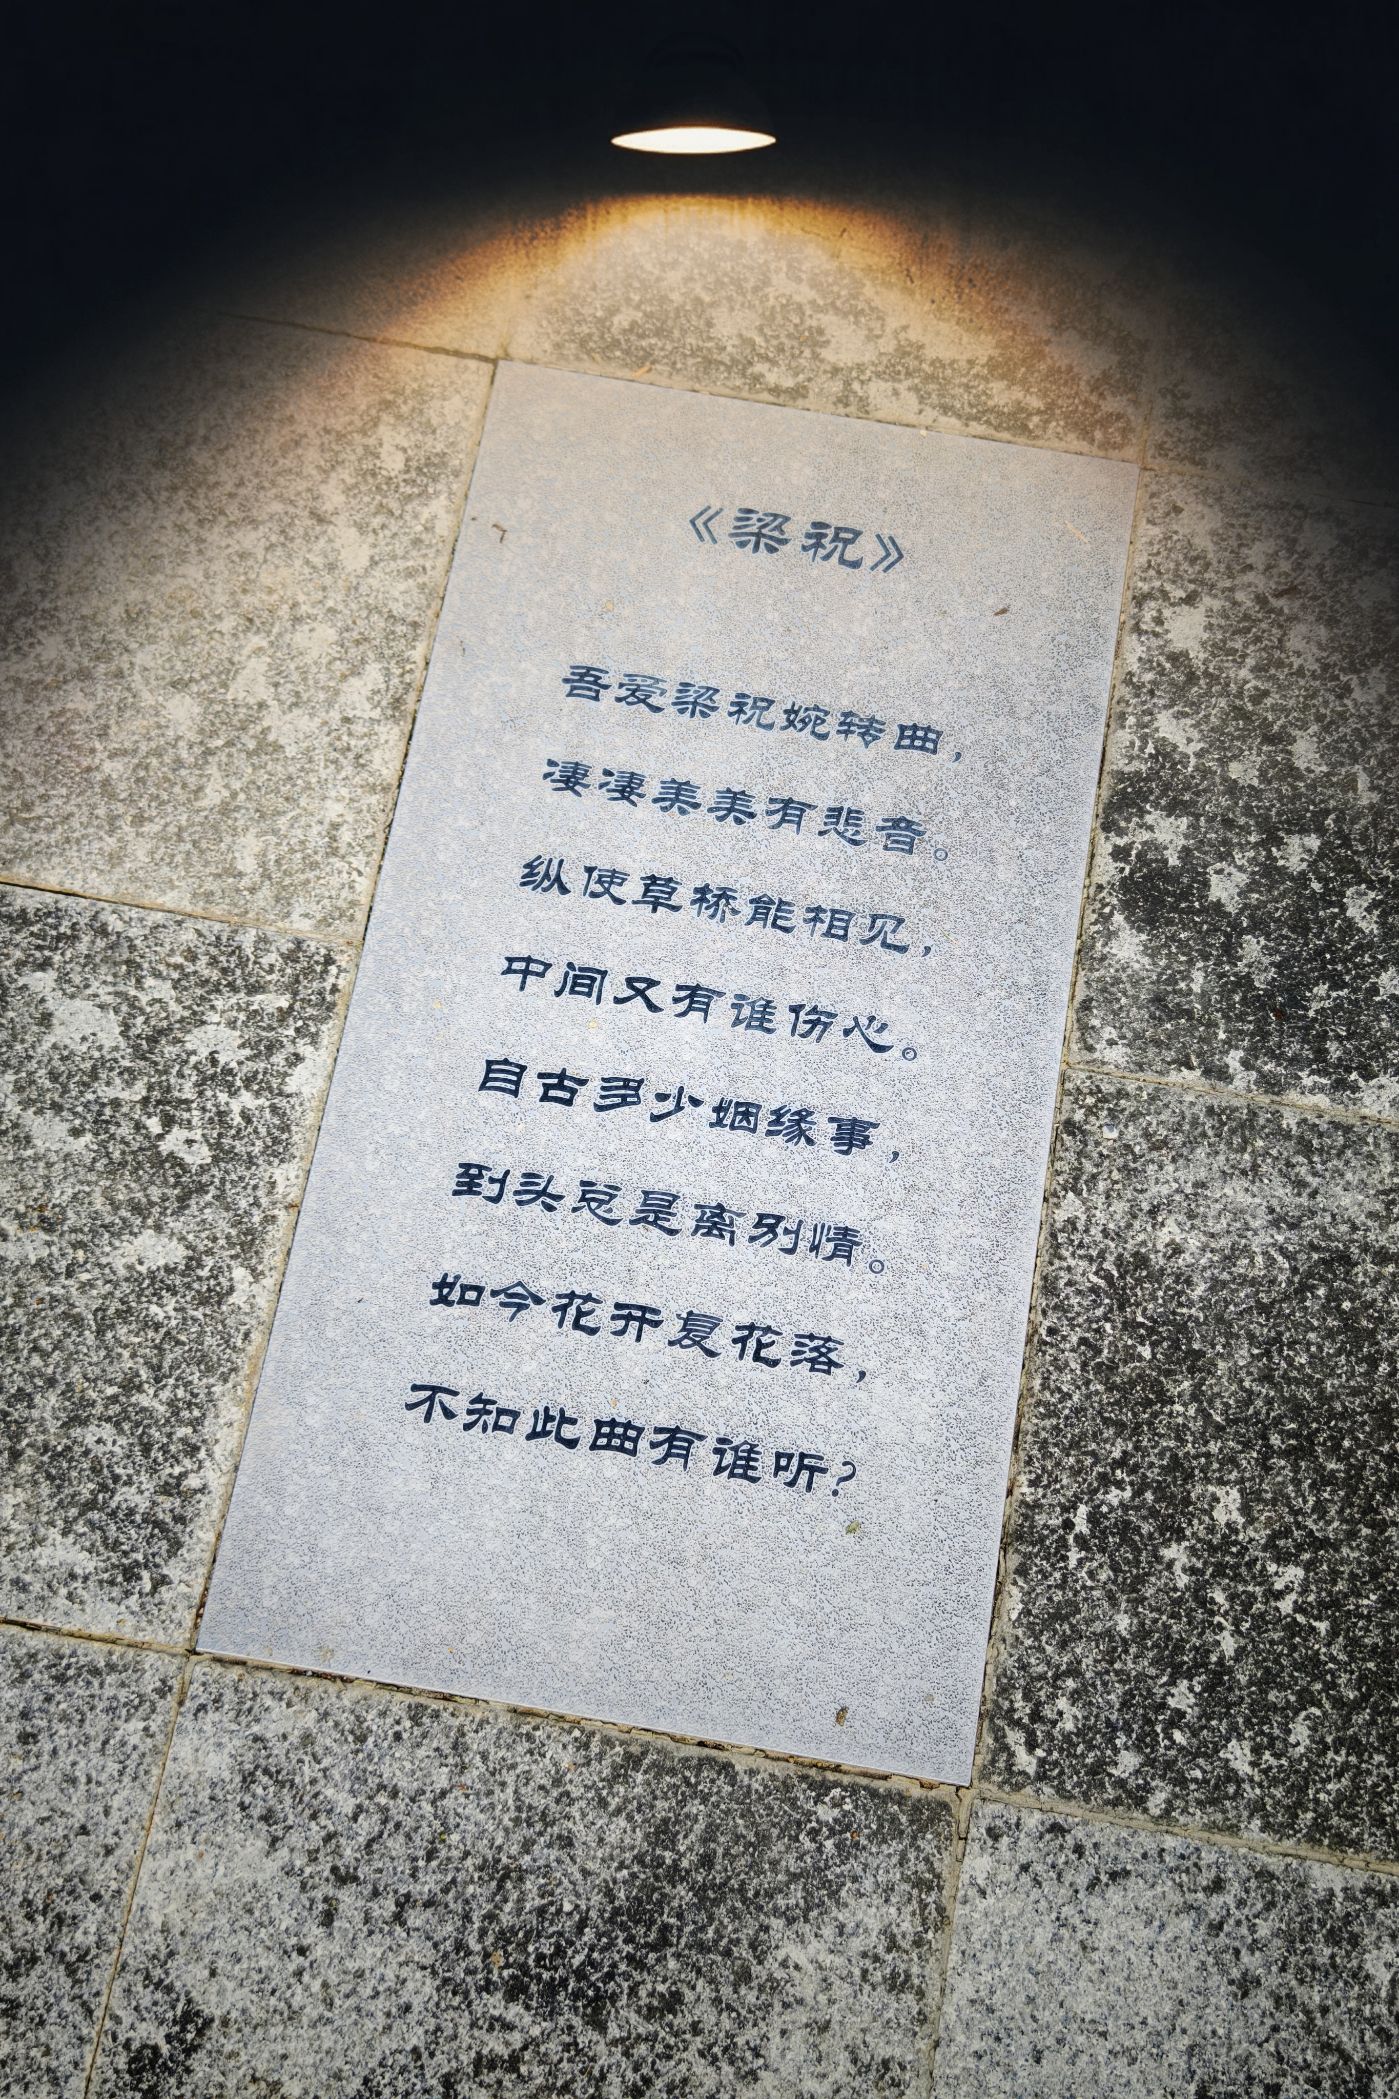 《梁祝》
吾爱梁祝婉转曲，
凄凄美美有悲音。
纵使草桥能相见，
中间又有谁伤心。
自古多少姻缘事，
到头总是离别情。
如今花开复花落，
不知此曲有谁听？